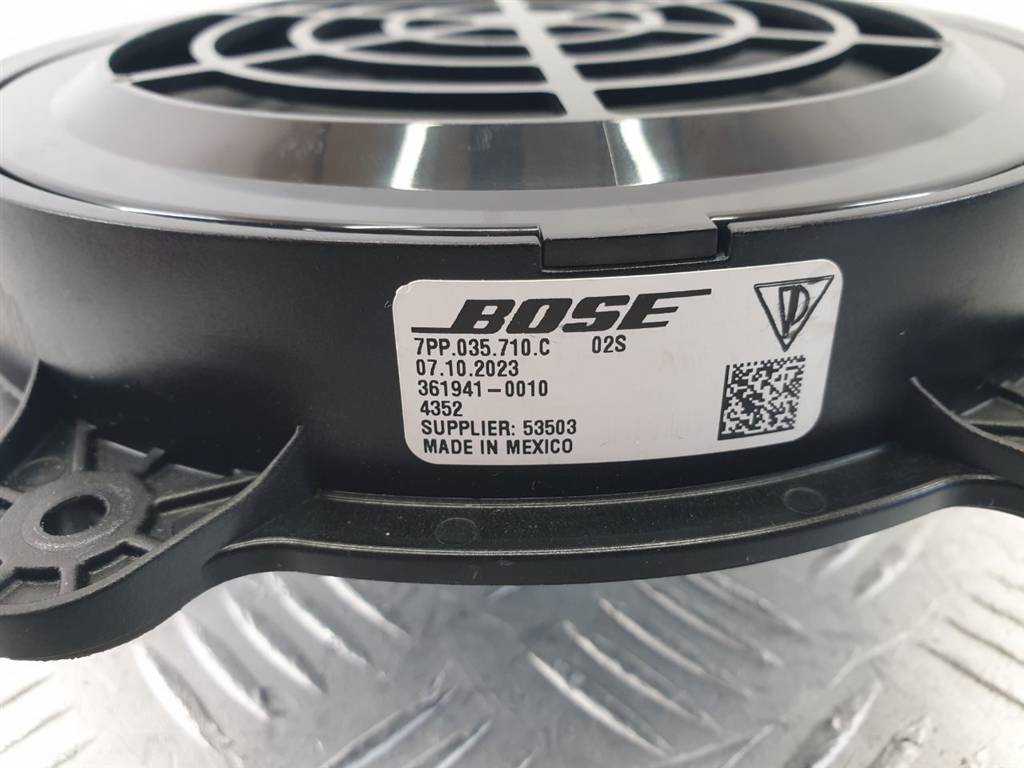 BOSE
7PP.035.710.C 02S
07.10.2023
361941-0010
4352
SUPPLIER: 53503
MADE IN MEXICO